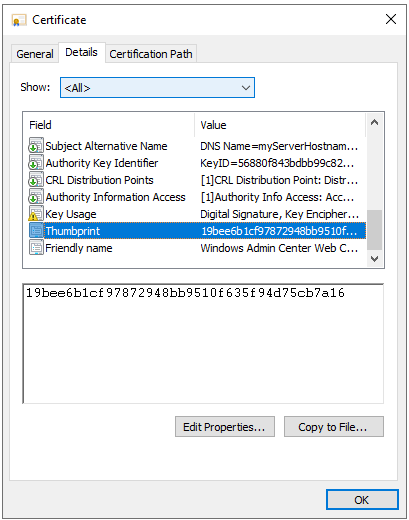 Certificate
General Details Certification Path
Show: <All>
Field Value
Subject Alternative Name DNS Name=myServerHostnam...
Authority Key Identifier KeyID=56880f843bdbb99c82...
CRL Distribution Points [1]CRL Distribution Point: Distr...
Authority Information Access [1]Authority Info Access: Acc...
Key Usage Digital Signature, Key Encipher...
Thumbprint 19bee6b1cf97872948bb9510f...
Friendly name Windows Admin Center Web C...
19bee6b1cf97872948bb9510f635f94d75cb7a16
Edit Properties... Copy to File...
OK